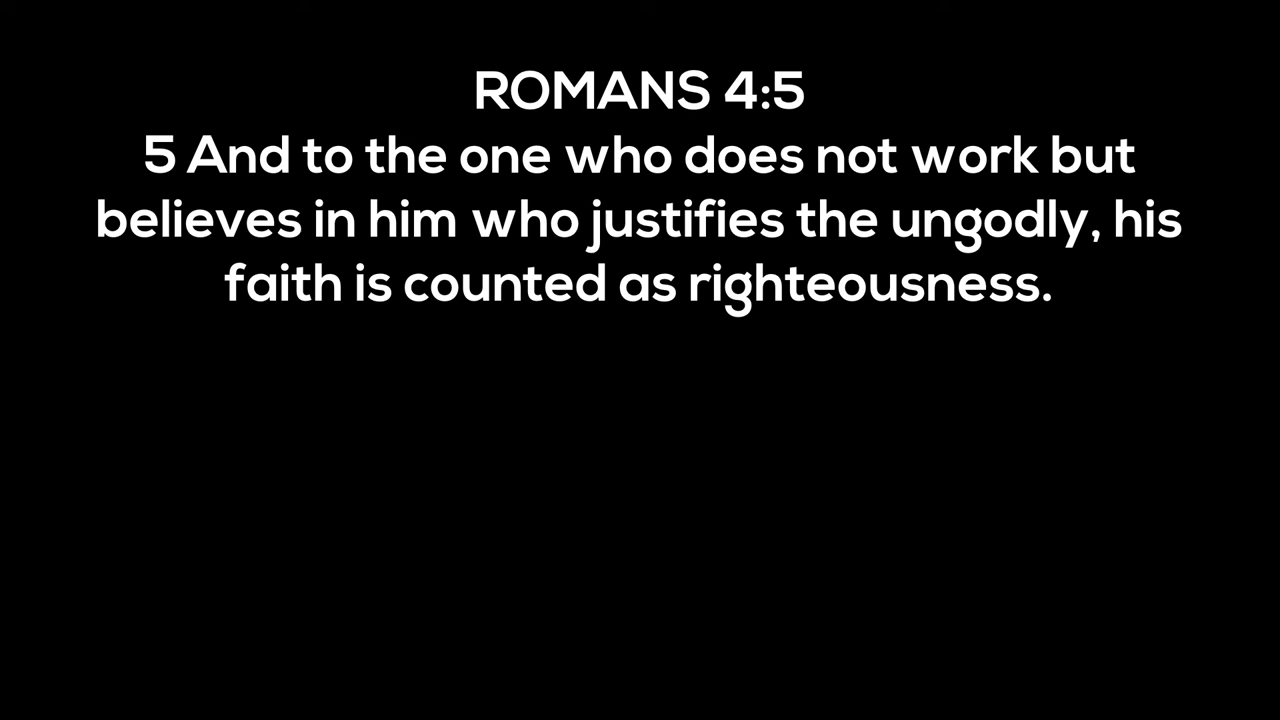 ROMANS 4:5
5 And to the one who does not work but
believes in him who justifies the ungodly, his
faith is counted as righteousness.